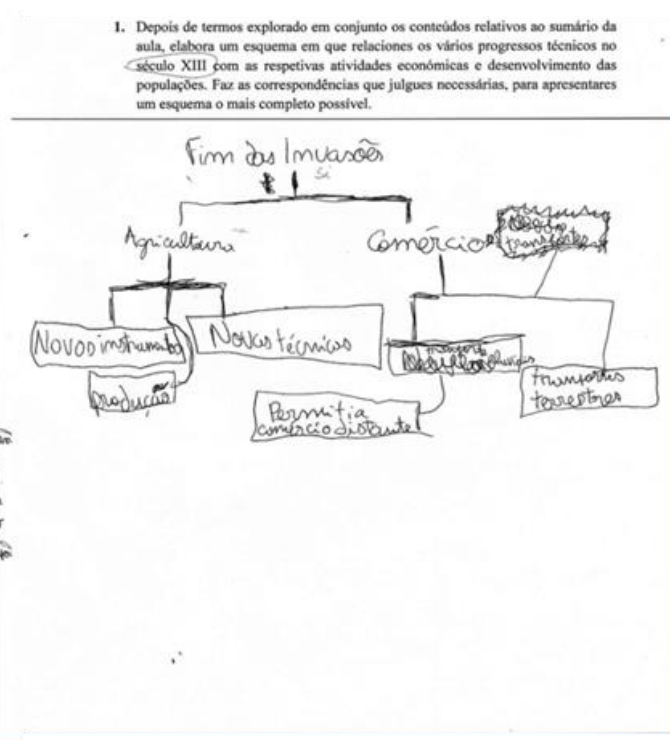 1. Depois de termos explorado em conjunto os conteúdos relativos ao sumário da
aula, elabora um esquema em que relaciones os vários progressos técnicos no
século XIII com as respetivas atividades económicas e desenvolvimento das
populações. Faz as correspondências que julgues necessárias, para apresentares
um esquema o mais completo possível.
Fim das Invasões
Si
Agricultura
Comércio
transportes
Novos instrumentos
Novas técnicas
transportes
produção
Permitia
comércio distante
transportes
terrestres